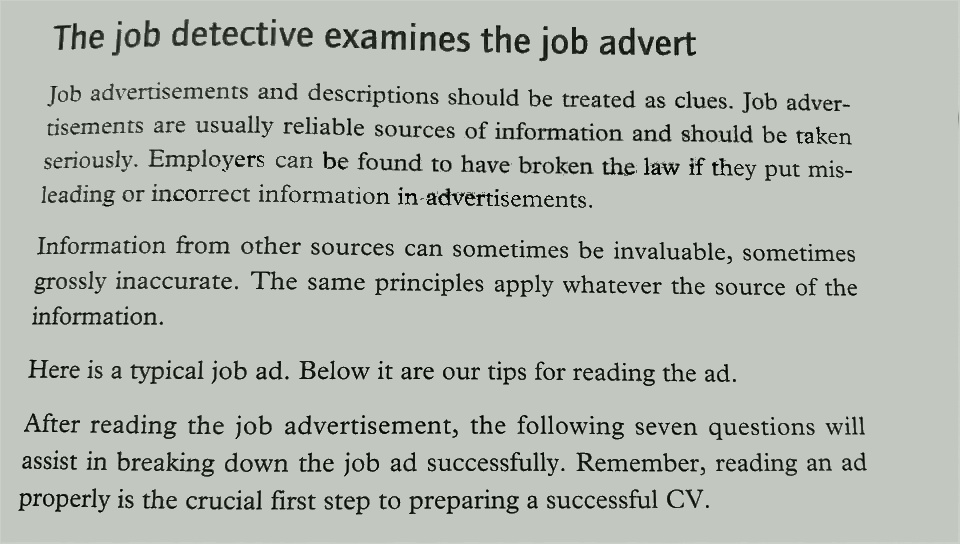 The job detective examines the job advert
Job advertisements and descriptions should be treated as clues. Job adver-
tisements are usually reliable sources of information and should be taken
seriously. Employers can be found to have broken the law if they put mis-
leading or incorrect information in advertisements.
Information from other sources can sometimes be invaluable, sometimes
grossly inaccurate. The same principles apply whatever the source of the
information.
Here is a typical job ad. Below it are our tips for reading the ad.
After reading the job advertisement, the following seven questions will
assist in breaking down the job ad successfully. Remember, reading an ad
properly is the crucial first step to preparing a successful CV.